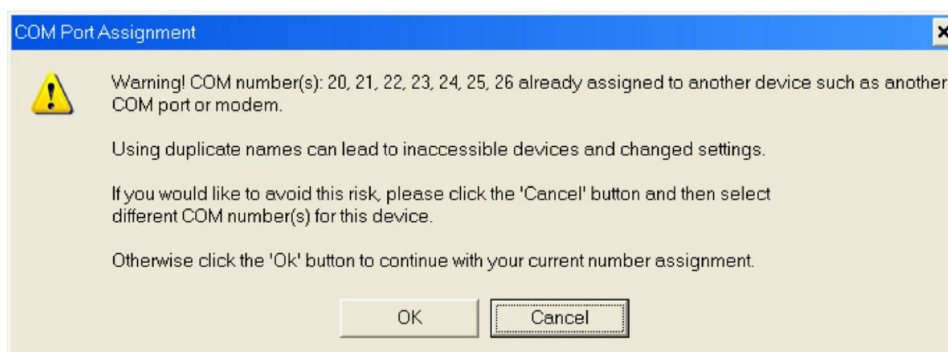 COM Port Assignment
Warning! COM number(s): 20, 21, 22, 23, 24, 25, 26 already assigned to another device such as another
COM port or modem.
Using duplicate names can lead to inaccessible devices and changed settings.
If you would like to avoid this risk, please click the 'Cancel' button and then select
different COM number(s) for this device.
Otherwise click the 'Ok' button to continue with your current number assignment.
OK
Cancel